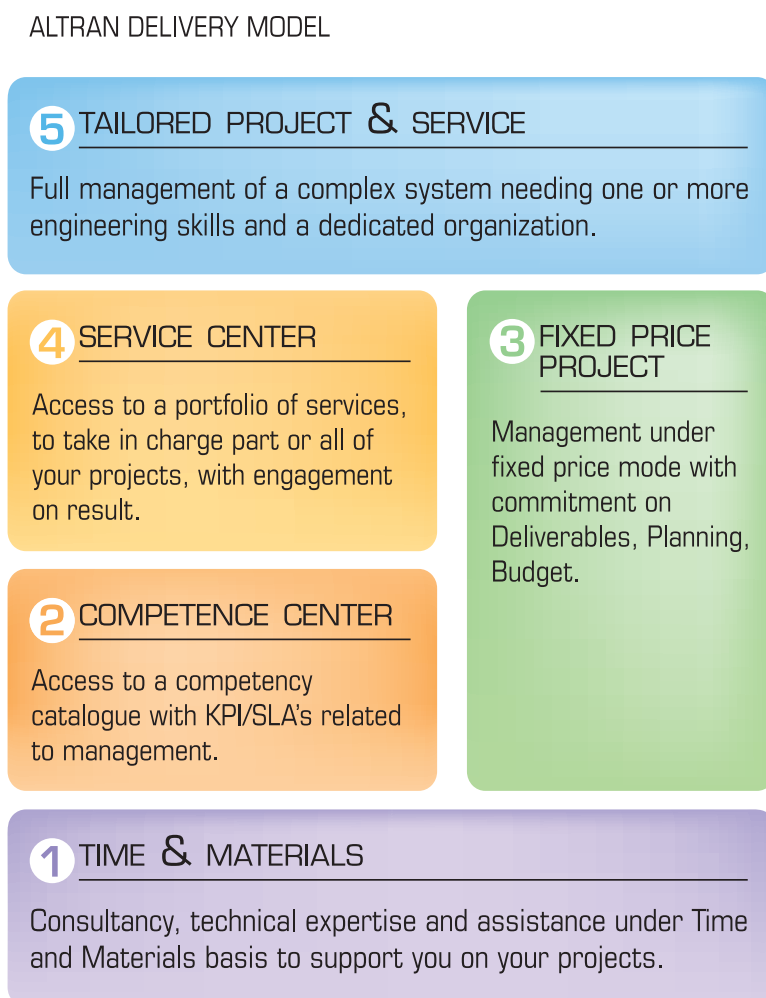 ALTRAN DELIVERY MODEL
5 TAILORED PROJECT & SERVICE
Full management of a complex system needing one or more
engineering skills and a dedicated organization.
4 SERVICE CENTER
Access to a portfolio of services,
to take in charge part or all of
your projects, with engagement
on result.
3 FIXED PRICE
PROJECT
Management under
fixed price mode with
commitment on
Deliverables, Planning,
Budget.
2 COMPETENCE CENTER
Access to a competency
catalogue with KPI/SLA's related
to management.
1 TIME & MATERIALS
Consultancy, technical expertise and assistance under Time
and Materials basis to support you on your projects.